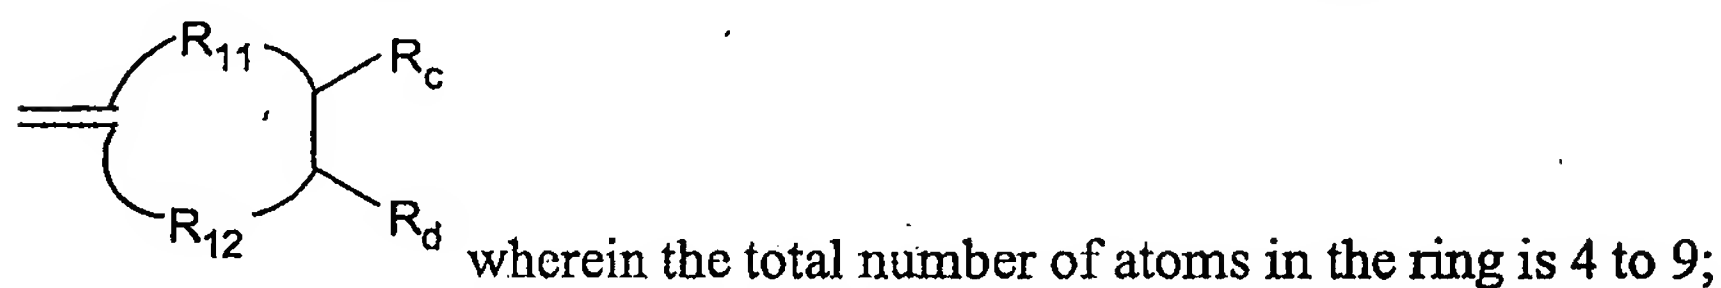 R11
Rc
R12
Rd
wherein the total number of atoms in the ring is 4 to 9;